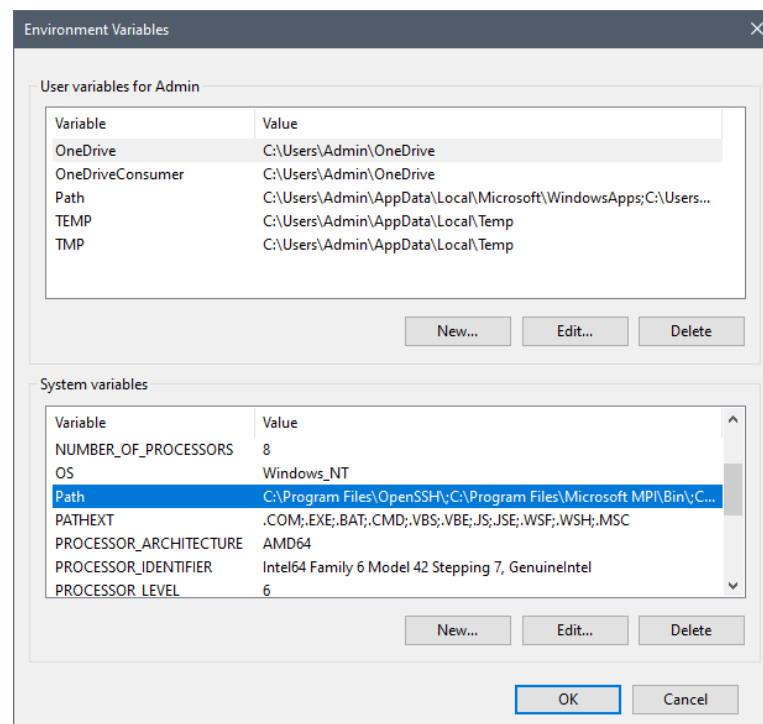 Environment Variables
User variables for Admin
Variable Value
OneDrive C:\Users\Admin\OneDrive
OneDriveConsumer C:\Users\Admin\OneDrive
Path C:\Users\Admin\AppData\Local\Microsoft\WindowsApps;C:\Users...
TEMP C:\Users\Admin\AppData\Local\Temp
TMP C:\Users\Admin\AppData\Local\Temp
New... Edit... Delete
System variables
Variable Value
NUMBER_OF_PROCESSORS 8
OS Windows_NT
Path C:\Program Files\OpenSSH\;C:\Program Files\Microsoft MPI\Bin\;C...
PATHEXT .COM;.EXE;.BAT;.CMD;.VBS;.VBE;.JS;.JSE;.WSF;.WSH;.MSC
PROCESSOR_ARCHITECTURE AMD64
PROCESSOR_IDENTIFIER Intel64 Family 6 Model 42 Stepping 7, GenuineIntel
PROCESSOR_LEVEL 6
New... Edit... Delete
OK Cancel